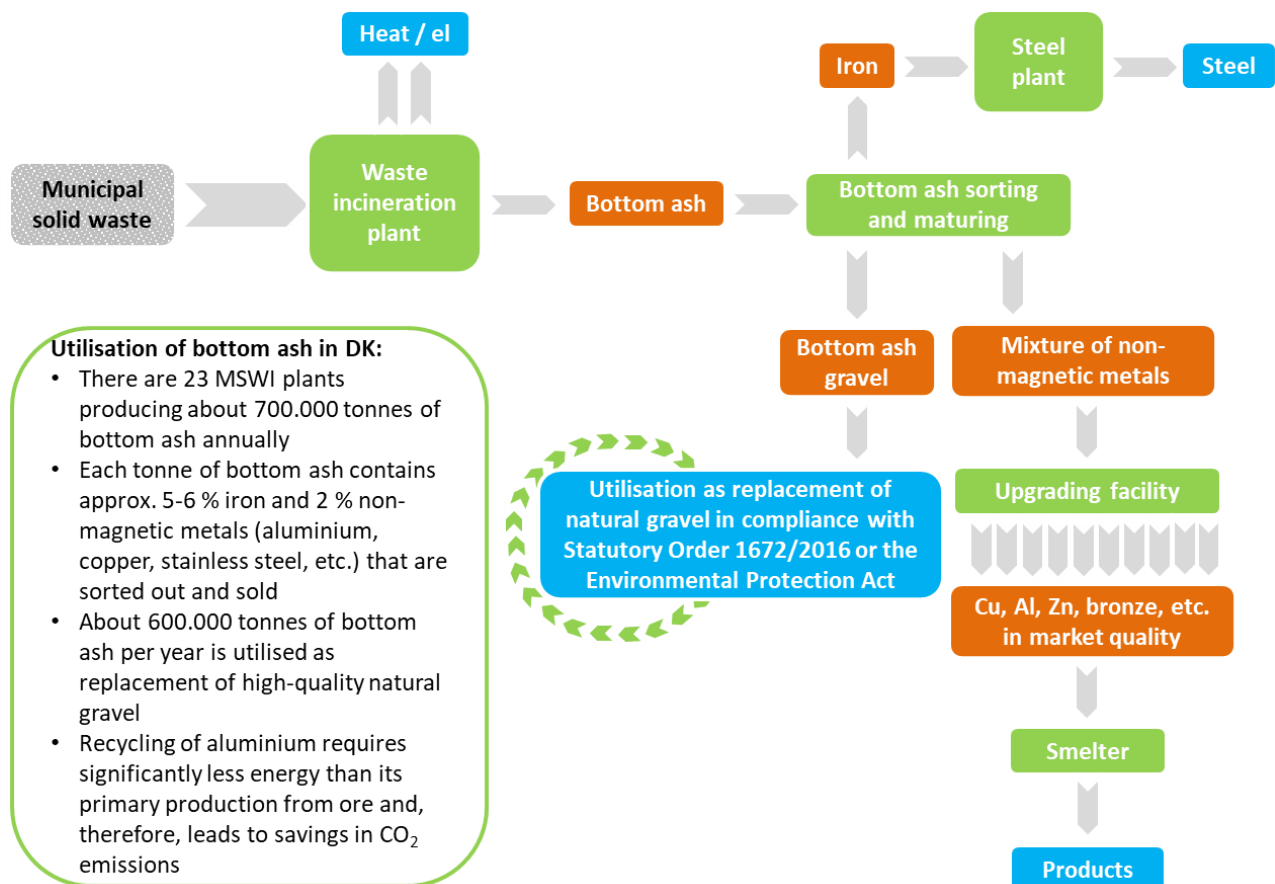 Heat / el
Iron
Steel
plant
Steel
Municipal
solid waste
Waste
incineration
plant
Bottom ash
Bottom ash sorting
and maturing
Utilisation of bottom ash in DK:
• There are 23 MSWI plants
producing about 700.000 tonnes of
bottom ash annually
• Each tonne of bottom ash contains
approx. 5-6 % iron and 2 % non-
magnetic metals (aluminium,
copper, stainless steel, etc.) that are
sorted out and sold
• About 600.000 tonnes of bottom
ash per year is utilised as
replacement of high-quality natural
gravel
• Recycling of aluminium requires
significantly less energy than its
primary production from ore and,
therefore, leads to savings in CO₂
emissions
Bottom ash
gravel
Mixture of non-
magnetic metals
Utilisation as replacement of
natural gravel in compliance with
Statutory Order 1672/2016 or the
Environmental Protection Act
Upgrading facility
Cu, Al, Zn, bronze, etc.
in market quality
Smelter
Products